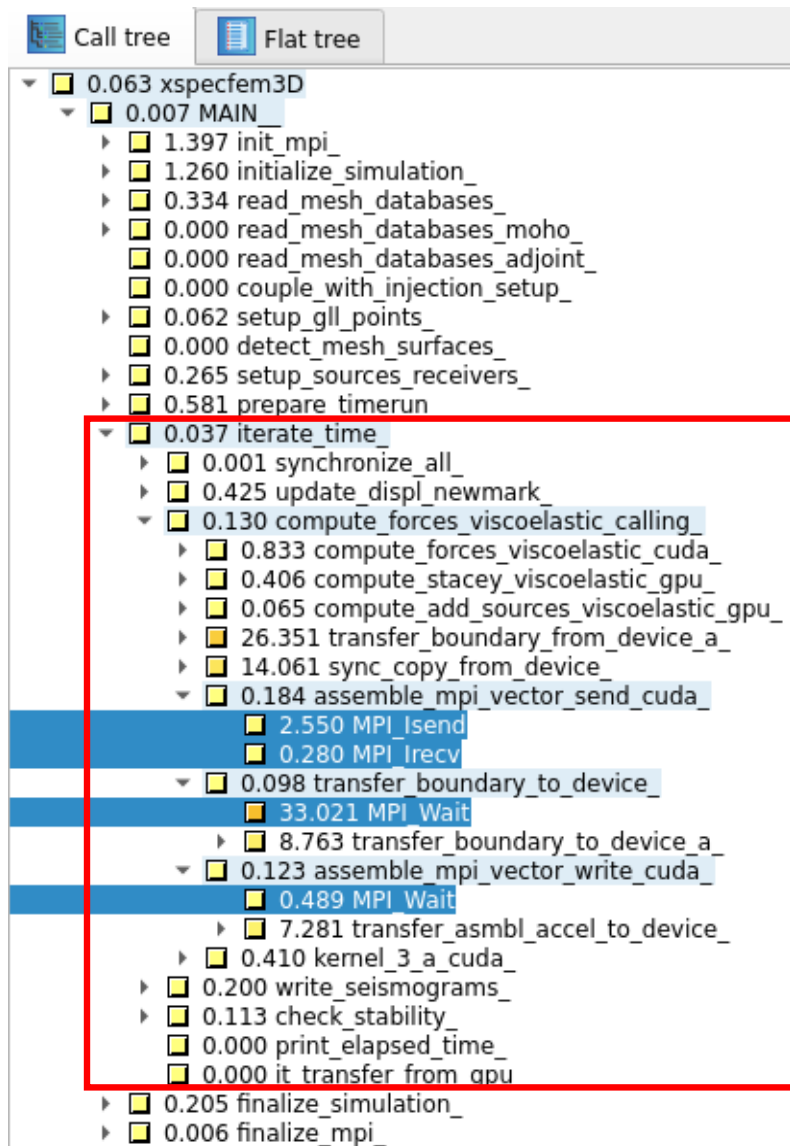 Call tree Flat tree
0.063 xspecfem3D
0.007 MAIN__
1.397 init_mpi_
1.260 initialize_simulation_
0.334 read_mesh_databases_
0.000 read_mesh_databases_moho_
0.000 read_mesh_databases_adjoint_
0.000 couple_with_injection_setup_
0.062 setup_gll_points_
0.000 detect_mesh_surfaces_
0.265 setup_sources_receivers_
0.581 prepare_timerun
0.037 iterate_time_
0.001 synchronize_all_
0.425 update_displ_newmark_
0.130 compute_forces_viscoelastic_calling_
0.833 compute_forces_viscoelastic_cuda_
0.406 compute_stacey_viscoelastic_gpu_
0.065 compute_add_sources_viscoelastic_gpu_
26.351 transfer_boundary_from_device_a_
14.061 sync_copy_from_device_
0.184 assemble_mpi_vector_send_cuda_
2.550 MPI_Isend
0.280 MPI_Irecv
0.098 transfer_boundary_to_device_
33.021 MPI_Wait
8.763 transfer_boundary_to_device_a_
0.123 assemble_mpi_vector_write_cuda_
0.489 MPI_Wait
7.281 transfer_asmbl_accel_to_device_
0.410 kernel_3_a_cuda_
0.200 write_seismograms_
0.113 check_stability_
0.000 print_elapsed_time_
0.000 it_transfer_from_gpu
0.205 finalize_simulation_
0.006 finalize_mpi_